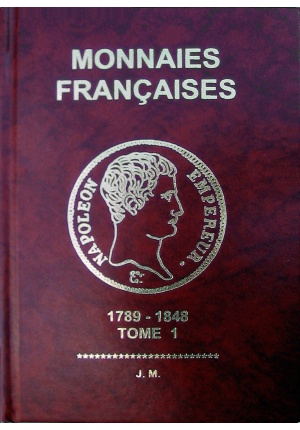 MONNAIES
FRANÇAISES
NAPOLEON EMPEREUR.
1789 - 1848
TOME 1
************************
J. M.